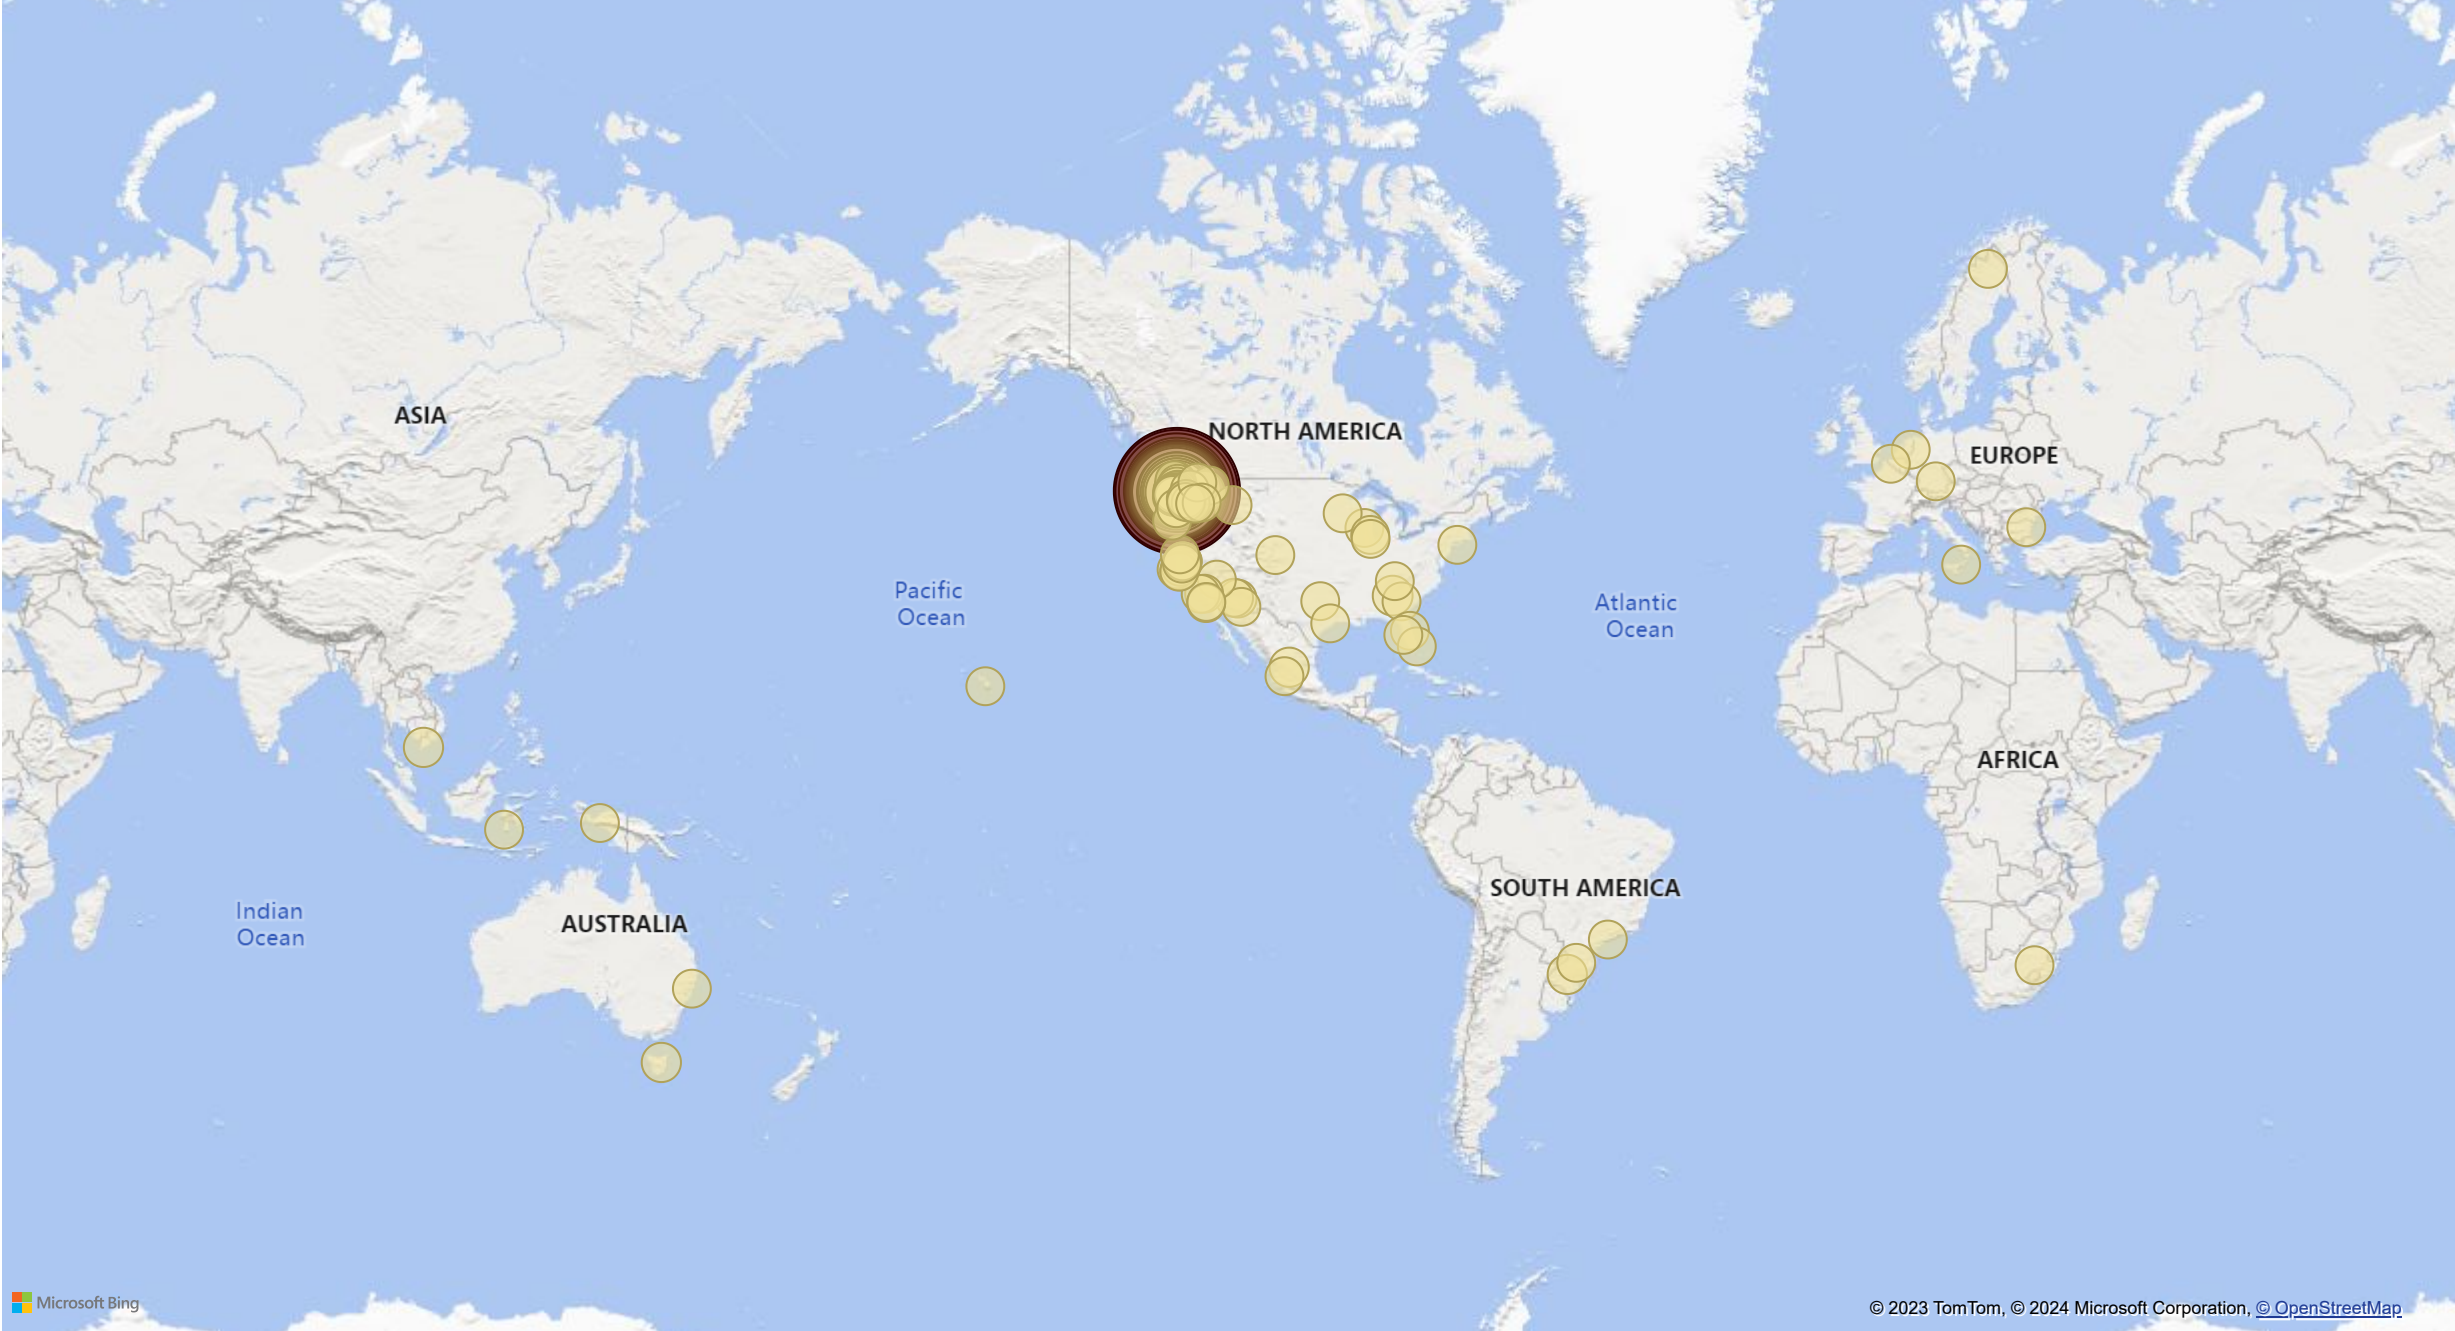 ASIA
NORTH AMERICA
EUROPE
Pacific
Ocean
Atlantic
Ocean
AFRICA
SOUTH AMERICA
Indian
Ocean
AUSTRALIA
Microsoft Bing
© 2023 TomTom, © 2024 Microsoft Corporation, © OpenStreetMap